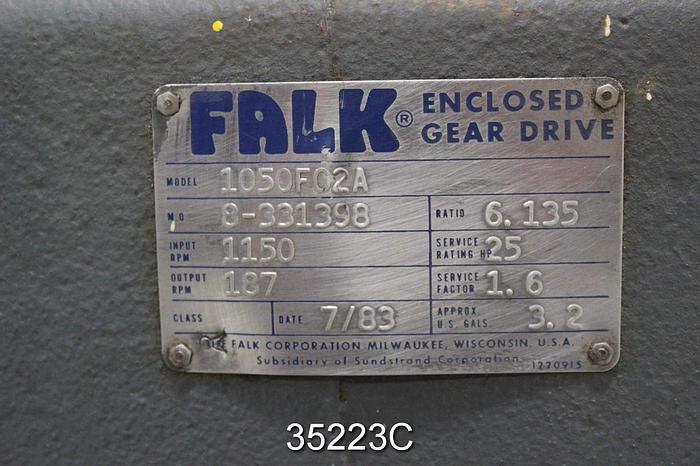 FALK® ENCLOSED
GEAR DRIVE
MODEL 1050FC2A
M.O 8-331398 RATIO 6.135
INPUT RPM 1150 SERVICE RATING HP 25
OUTPUT RPM 187 SERVICE FACTOR 1.6
CLASS DATE 7/83 APPROX. U.S. GALS. 3.2
THE FALK CORPORATION MILWAUKEE, WISCONSIN, U.S.A.
Subsidiary of Sundstrand Corporation
1220915
35223C